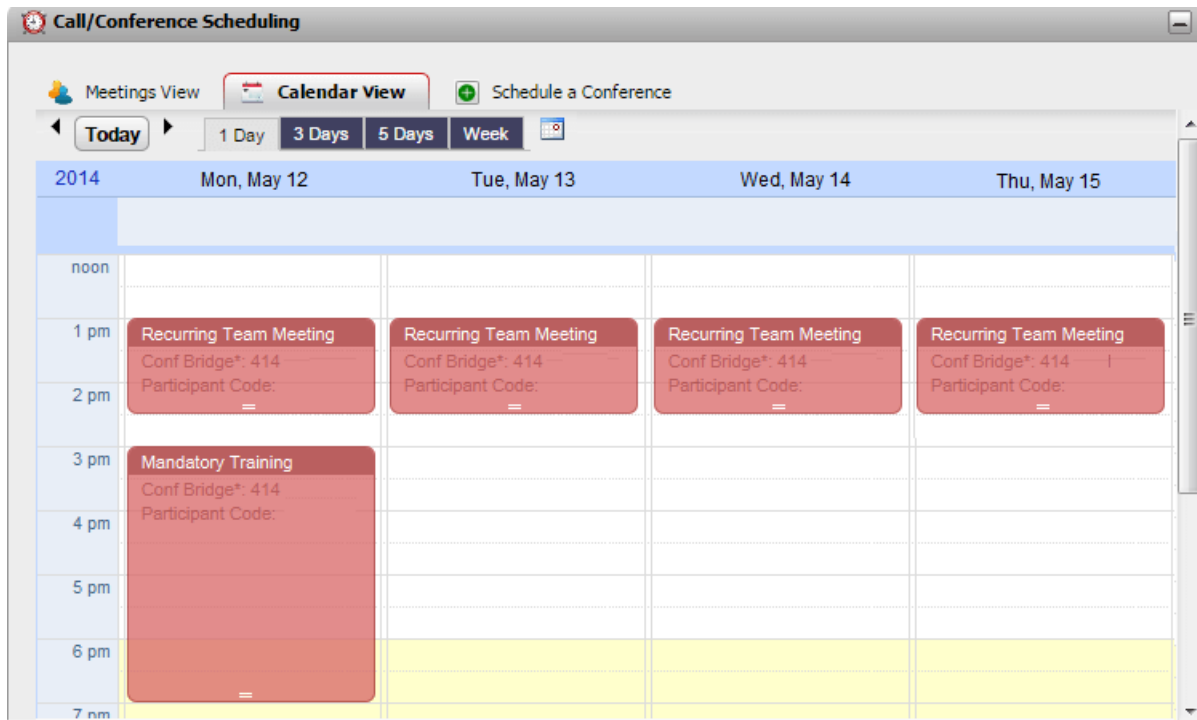 Call/Conference Scheduling
Meetings View Calendar View Schedule a Conference
Today 1 Day 3 Days 5 Days Week
2014 Mon, May 12 Tue, May 13 Wed, May 14 Thu, May 15
noon
1 pm Recurring Team Meeting Recurring Team Meeting Recurring Team Meeting Recurring Team Meeting
Conf Bridge*: 414 Conf Bridge*: 414 Conf Bridge*: 414 Conf Bridge*: 414
Participant Code: Participant Code: Participant Code: Participant Code:
2 pm
3 pm Mandatory Training
Conf Bridge*: 414
Participant Code:
4 pm
5 pm
6 pm
7 pm